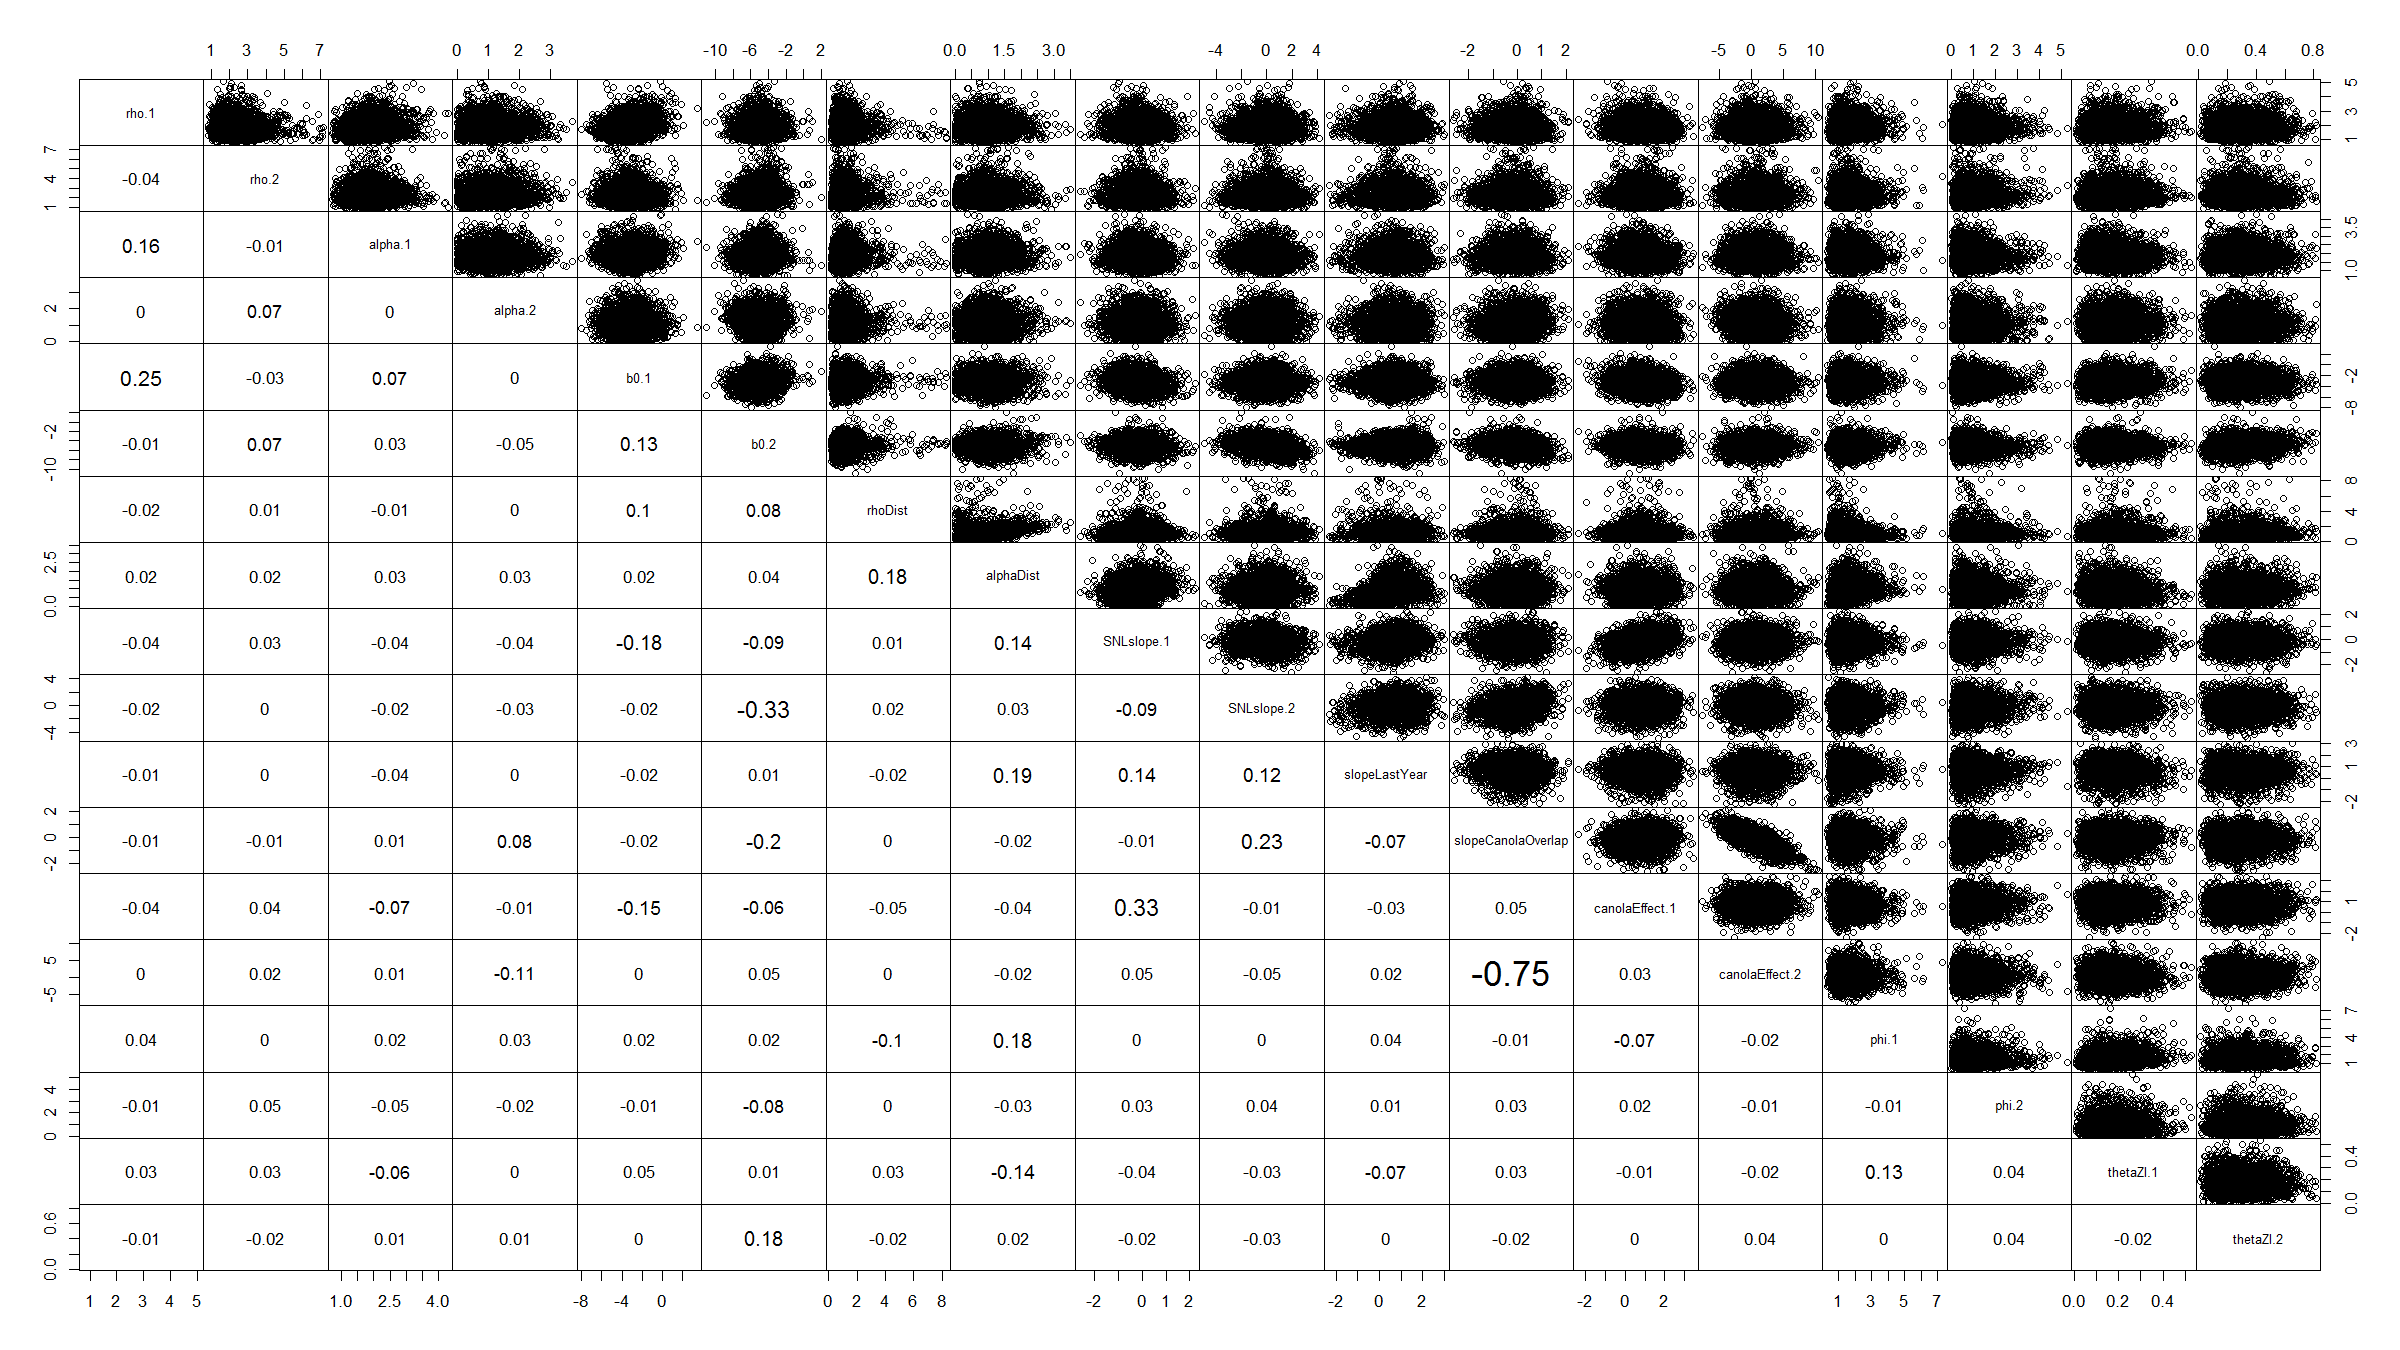 1 3 5 7 0 1 2 3 -10 -6 -2 2 0.0 1.5 3.0 -4 0 2 4 -2 0 1 2 -5 0 5 10 0 1 2 3 4 5 0.0 0.4 0.8
rho.1 1 3 5
1 4 7 -0.04 rho.2
0.16 -0.01 alpha.1 1.0 3.5
0 2 0 0.07 0 alpha.2
0.25 -0.03 0.07 0 b0.1 -8 -2
-10 -2 -0.01 0.07 0.03 -0.05 0.13 b0.2
-0.02 0.01 -0.01 0 0.1 0.08 rhoDist 0 4 8
0.0 2.5 0.02 0.02 0.03 0.03 0.02 0.04 0.18 alphaDist
-0.04 0.03 -0.04 -0.04 -0.18 -0.09 0.01 0.14 SNLslope.1 -2 0 2
-4 0 4 -0.02 0 -0.02 -0.03 -0.02 -0.33 0.02 0.03 -0.09 SNLslope.2
-0.01 0 -0.04 0 -0.02 0.01 -0.02 0.19 0.14 0.12 slopeLastYear -2 1 3
-2 0 2 -0.01 -0.01 0.01 0.08 -0.02 -0.2 0 -0.02 -0.01 0.23 -0.07 slopeCanolaOverlap
-0.04 0.04 -0.07 -0.01 -0.15 -0.06 -0.05 -0.04 0.33 -0.01 -0.03 0.05 canolaEffect.1 -2 1
-5 5 0 0.02 0.01 -0.11 0 0.05 0 -0.02 0.05 -0.05 0.02 -0.75 0.03 canolaEffect.2
0.04 0 0.02 0.03 0.02 0.02 -0.1 0.18 0 0 0.04 -0.01 -0.07 -0.02 phi.1 1 4 7
0 2 4 -0.01 0.05 -0.05 -0.02 -0.01 -0.08 0 -0.03 0.03 0.04 0.01 0.03 0.02 -0.01 -0.01 phi.2
0.03 0.03 -0.06 0 0.05 0.01 0.03 -0.14 -0.04 -0.03 -0.07 0.03 -0.01 -0.02 0.13 0.04 thetaZI.1 0.0 0.4
0.0 0.6 -0.01 -0.02 0.01 0.01 0 0.18 -0.02 0.02 -0.02 -0.03 0 -0.02 0 0.04 0 0.04 -0.02 thetaZI.2
1 2 3 4 5 1.0 2.5 4.0 -8 -4 0 0 2 4 6 8 -2 0 1 2 -2 0 2 -2 0 2 1 3 5 7 0.0 0.2 0.4